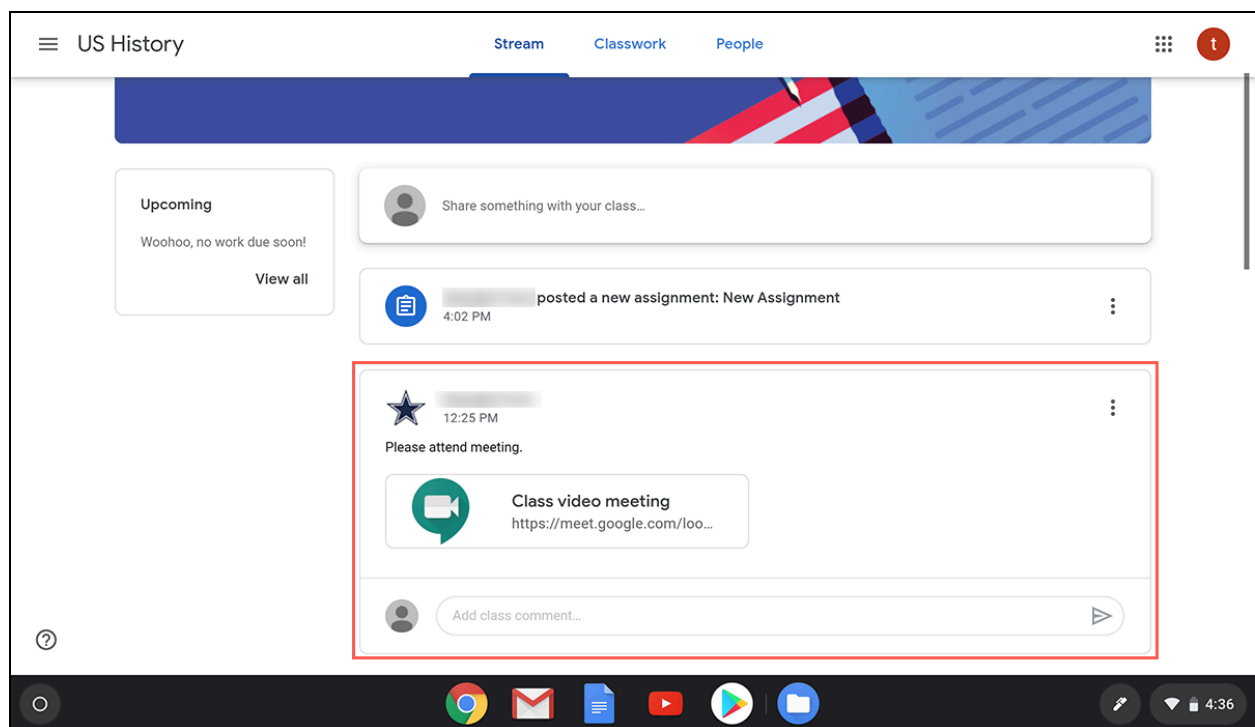 US History
Stream
Classwork
People
t
Upcoming
Woohoo, no work due soon!
View all
Share something with your class...
posted a new assignment: New Assignment
4:02 PM
12:25 PM
Please attend meeting.
Class video meeting
https://meet.google.com/loo...
Add class comment...
4:36